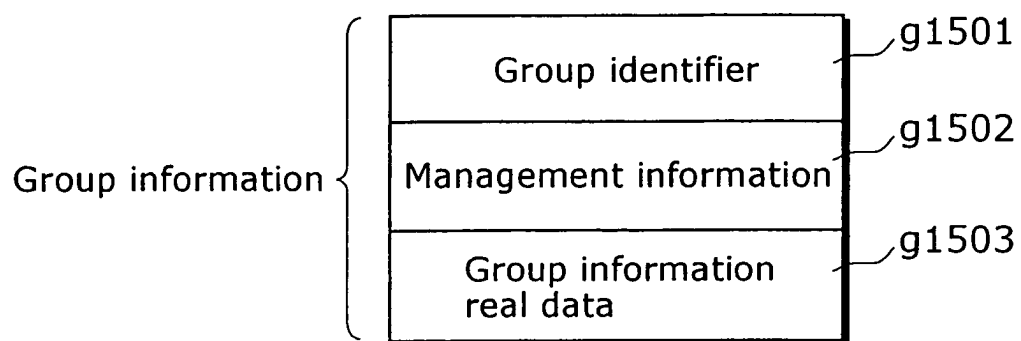 g1501
Group identifier
g1502
Group information
Management information
g1503
Group information
real data